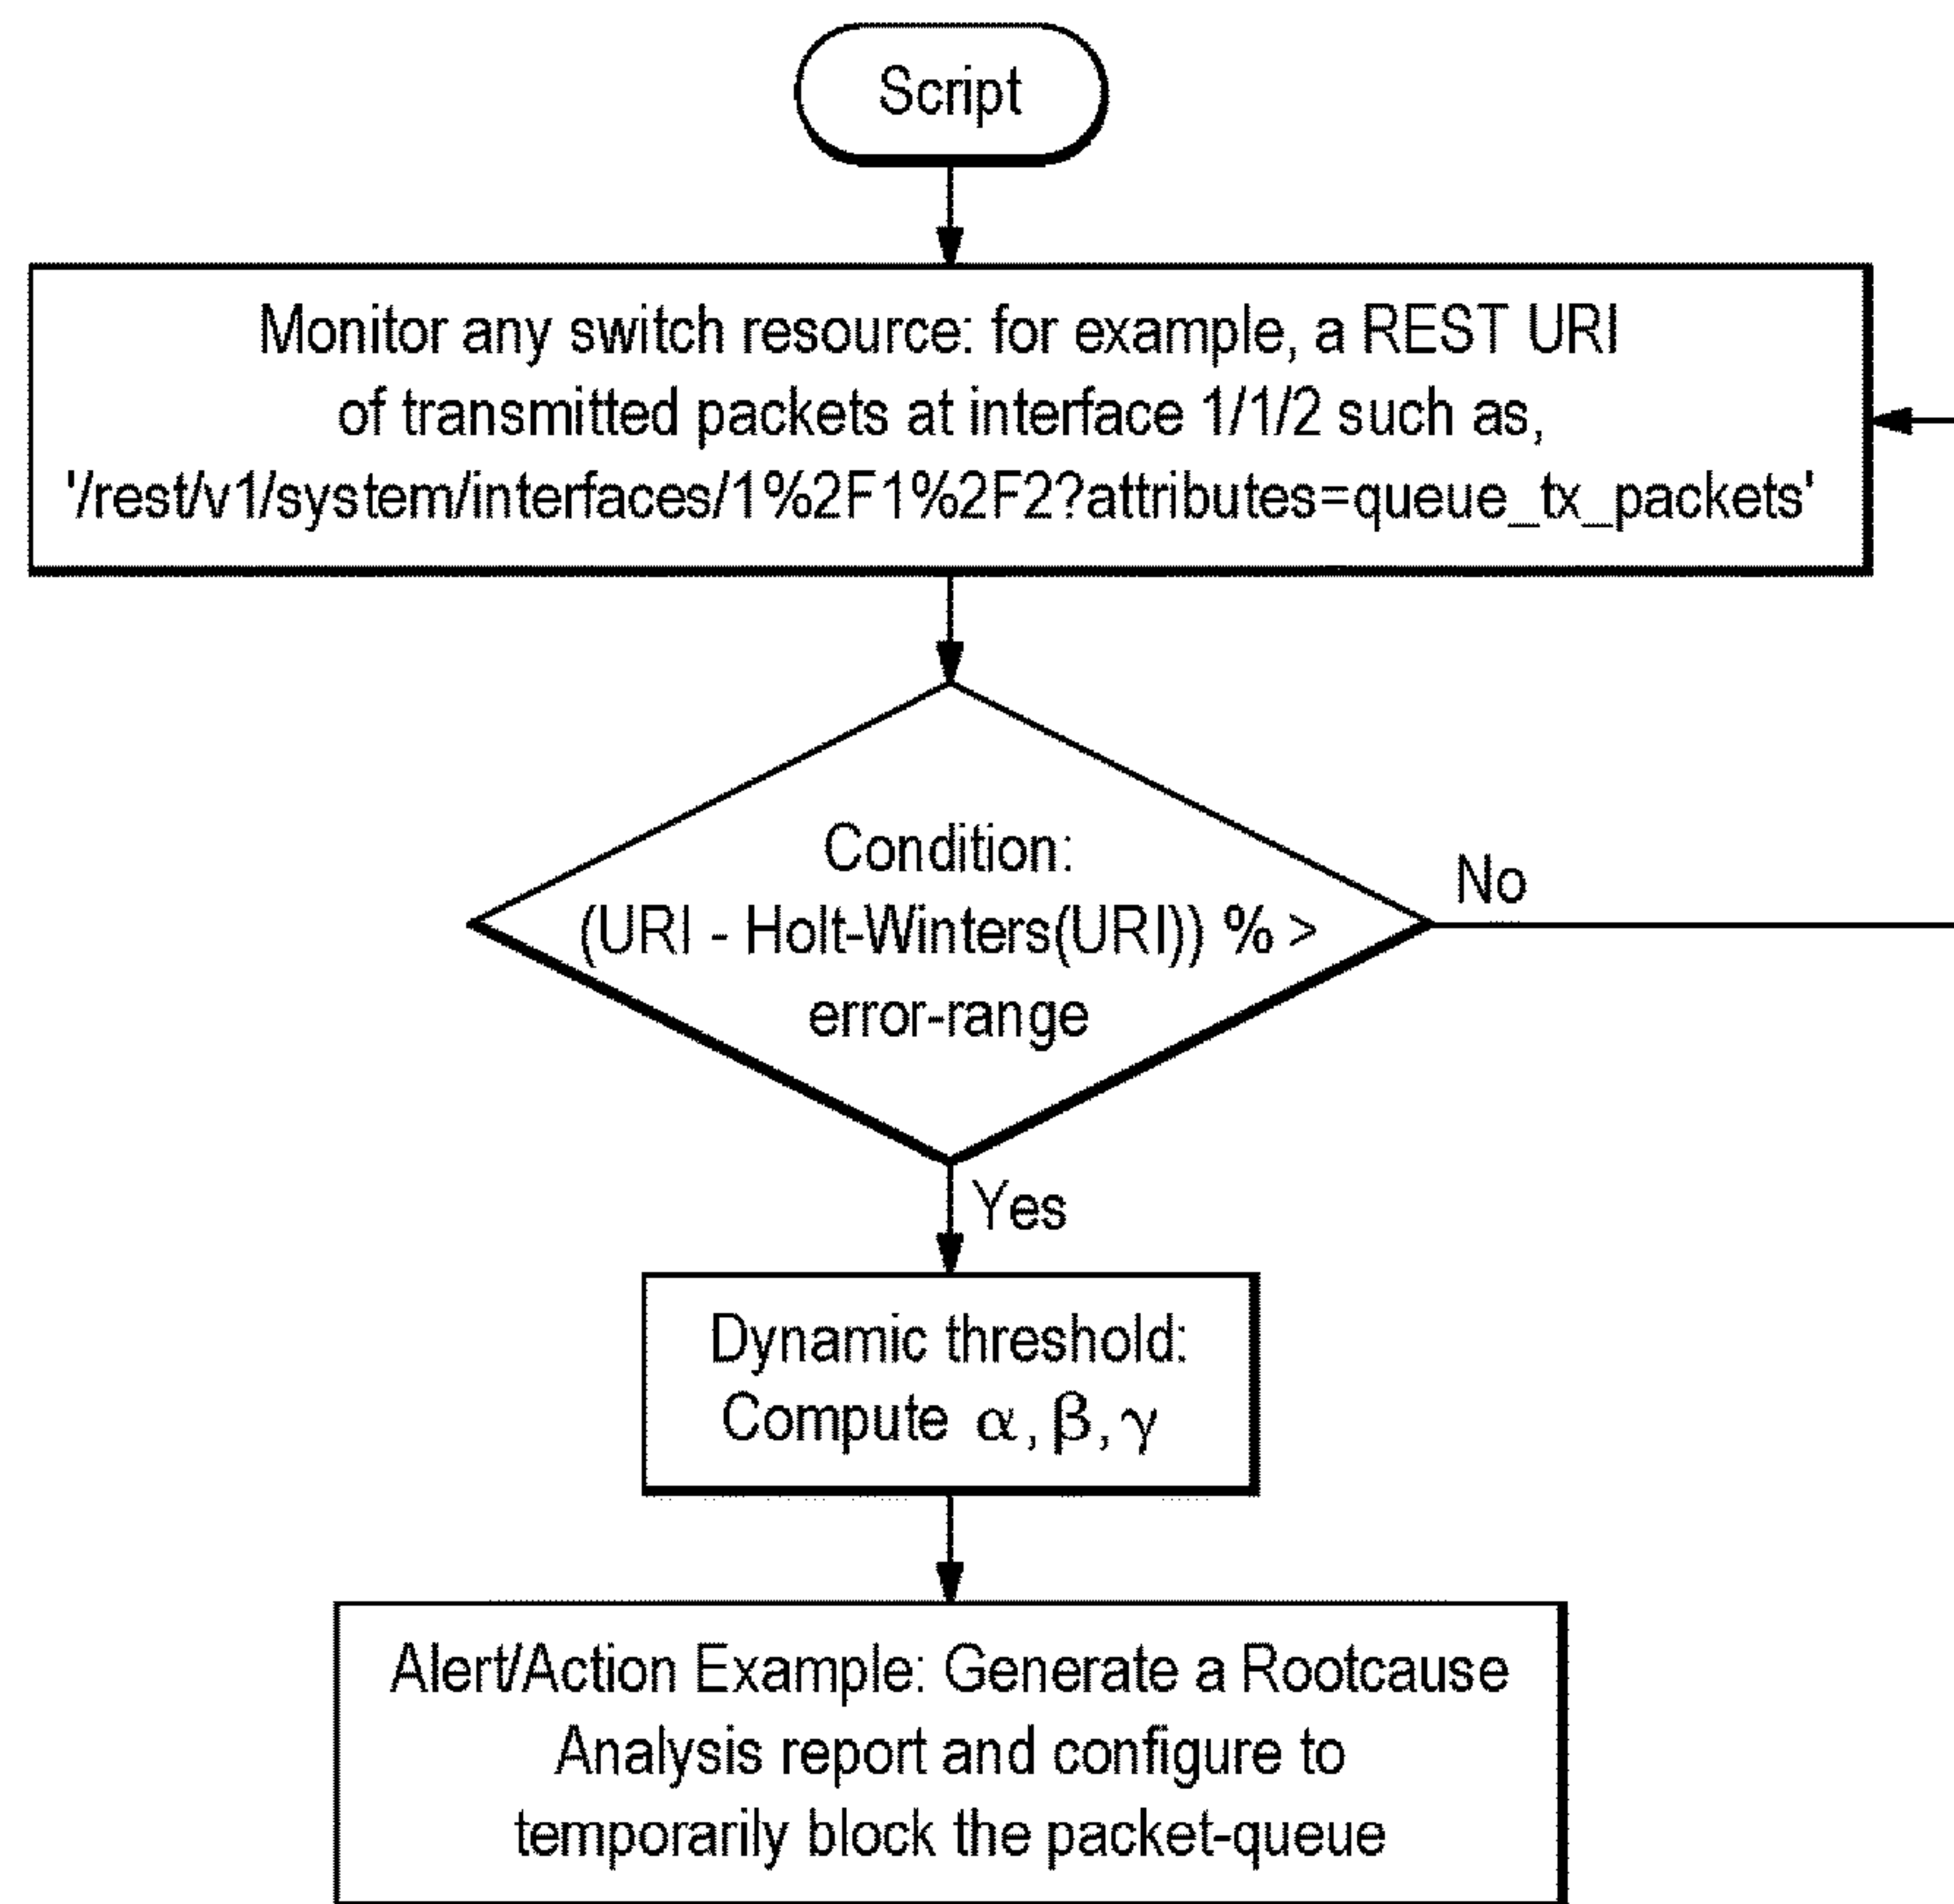 Script
Monitor any switch resource: for example, a REST URI
of transmitted packets at interface 1/1/2 such as,
'/rest/v1/system/interfaces/1%2F1%2F2?attributes=queue_tx_packets'
Condition:
(URI - Holt-Winters(URI)) % >
error-range
No
Yes
Dynamic threshold:
Compute α, β, γ
Alert/Action Example: Generate a Rootcause
Analysis report and configure to
temporarily block the packet-queue